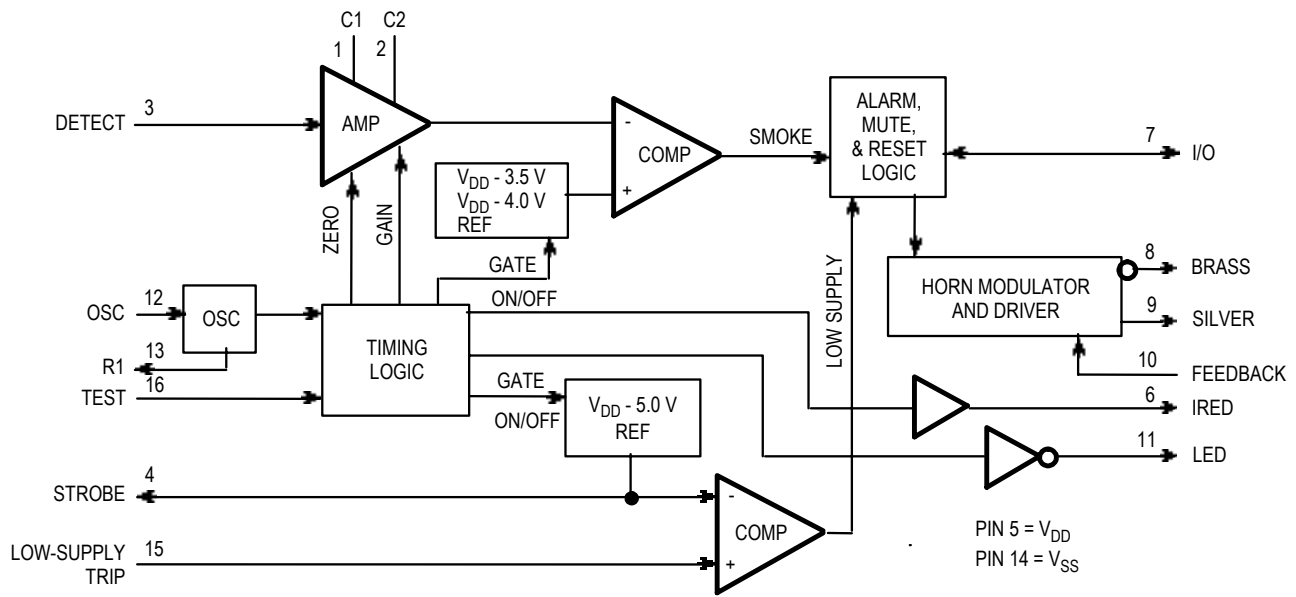 C1 C2
1 2
3
DETECT
AMP
-
COMP
+
SMOKE
ALARM,
MUTE,
& RESET
LOGIC
7
I/O
V_DD - 3.5 V
V_DD - 4.0 V
REF
ZERO
GAIN
GATE
ON/OFF
LOW SUPPLY
HORN MODULATOR
AND DRIVER
8
BRASS
9
SILVER
10
FEEDBACK
12
OSC
OSC
13
R1
16
TEST
TIMING
LOGIC
GATE
ON/OFF
V_DD - 5.0 V
REF
6
IRED
11
LED
4
STROBE
-
COMP
+
15
LOW-SUPPLY
TRIP
PIN 5 = V_DD
PIN 14 = V_SS